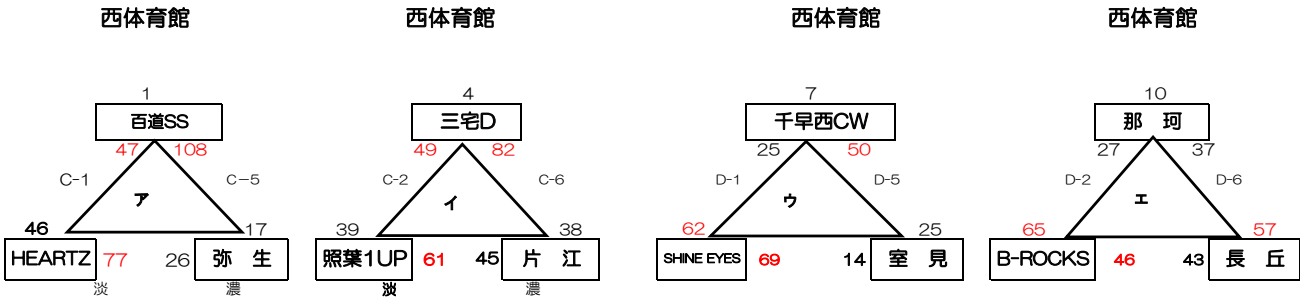 西体育館 西体育館 西体育館 西体育館
1 4 7 10
百道SS 三宅D 千早西CW 那 珂
47 108 49 82 25 50 27 37
C-1 C－5 C-2 C-6 D-1 D-5 D-2 D-6
ア イ ウ エ
46 17 39 38 62 25 65 57
HEARTZ 77 26 弥 生 照葉1UP 61 45 片 江 SHINE EYES 69 14 室 見 B-ROCKS 46 43 長 丘
淡 濃 淡 濃